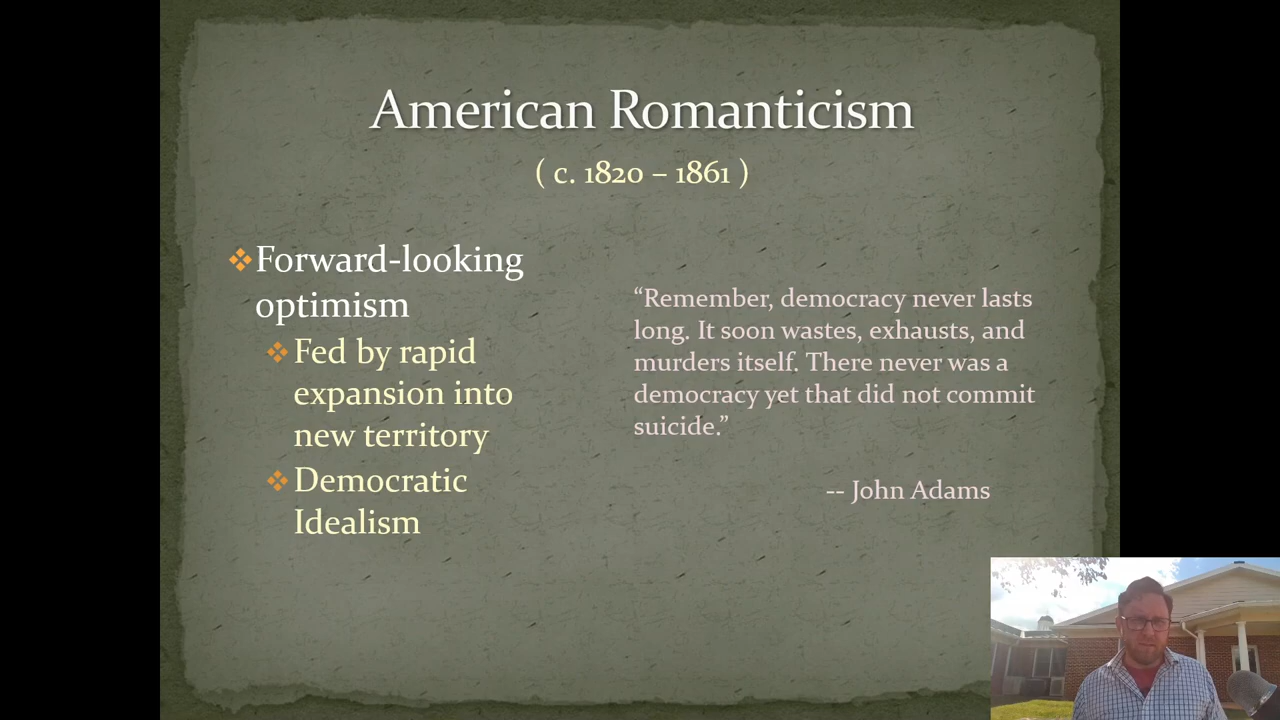 American Romanticism
( c. 1820 – 1861 )
Forward-looking
optimism
Fed by rapid
expansion into
new territory
Democratic
Idealism
“Remember, democracy never lasts
long. It soon wastes, exhausts, and
murders itself. There never was a
democracy yet that did not commit
suicide.”
-- John Adams